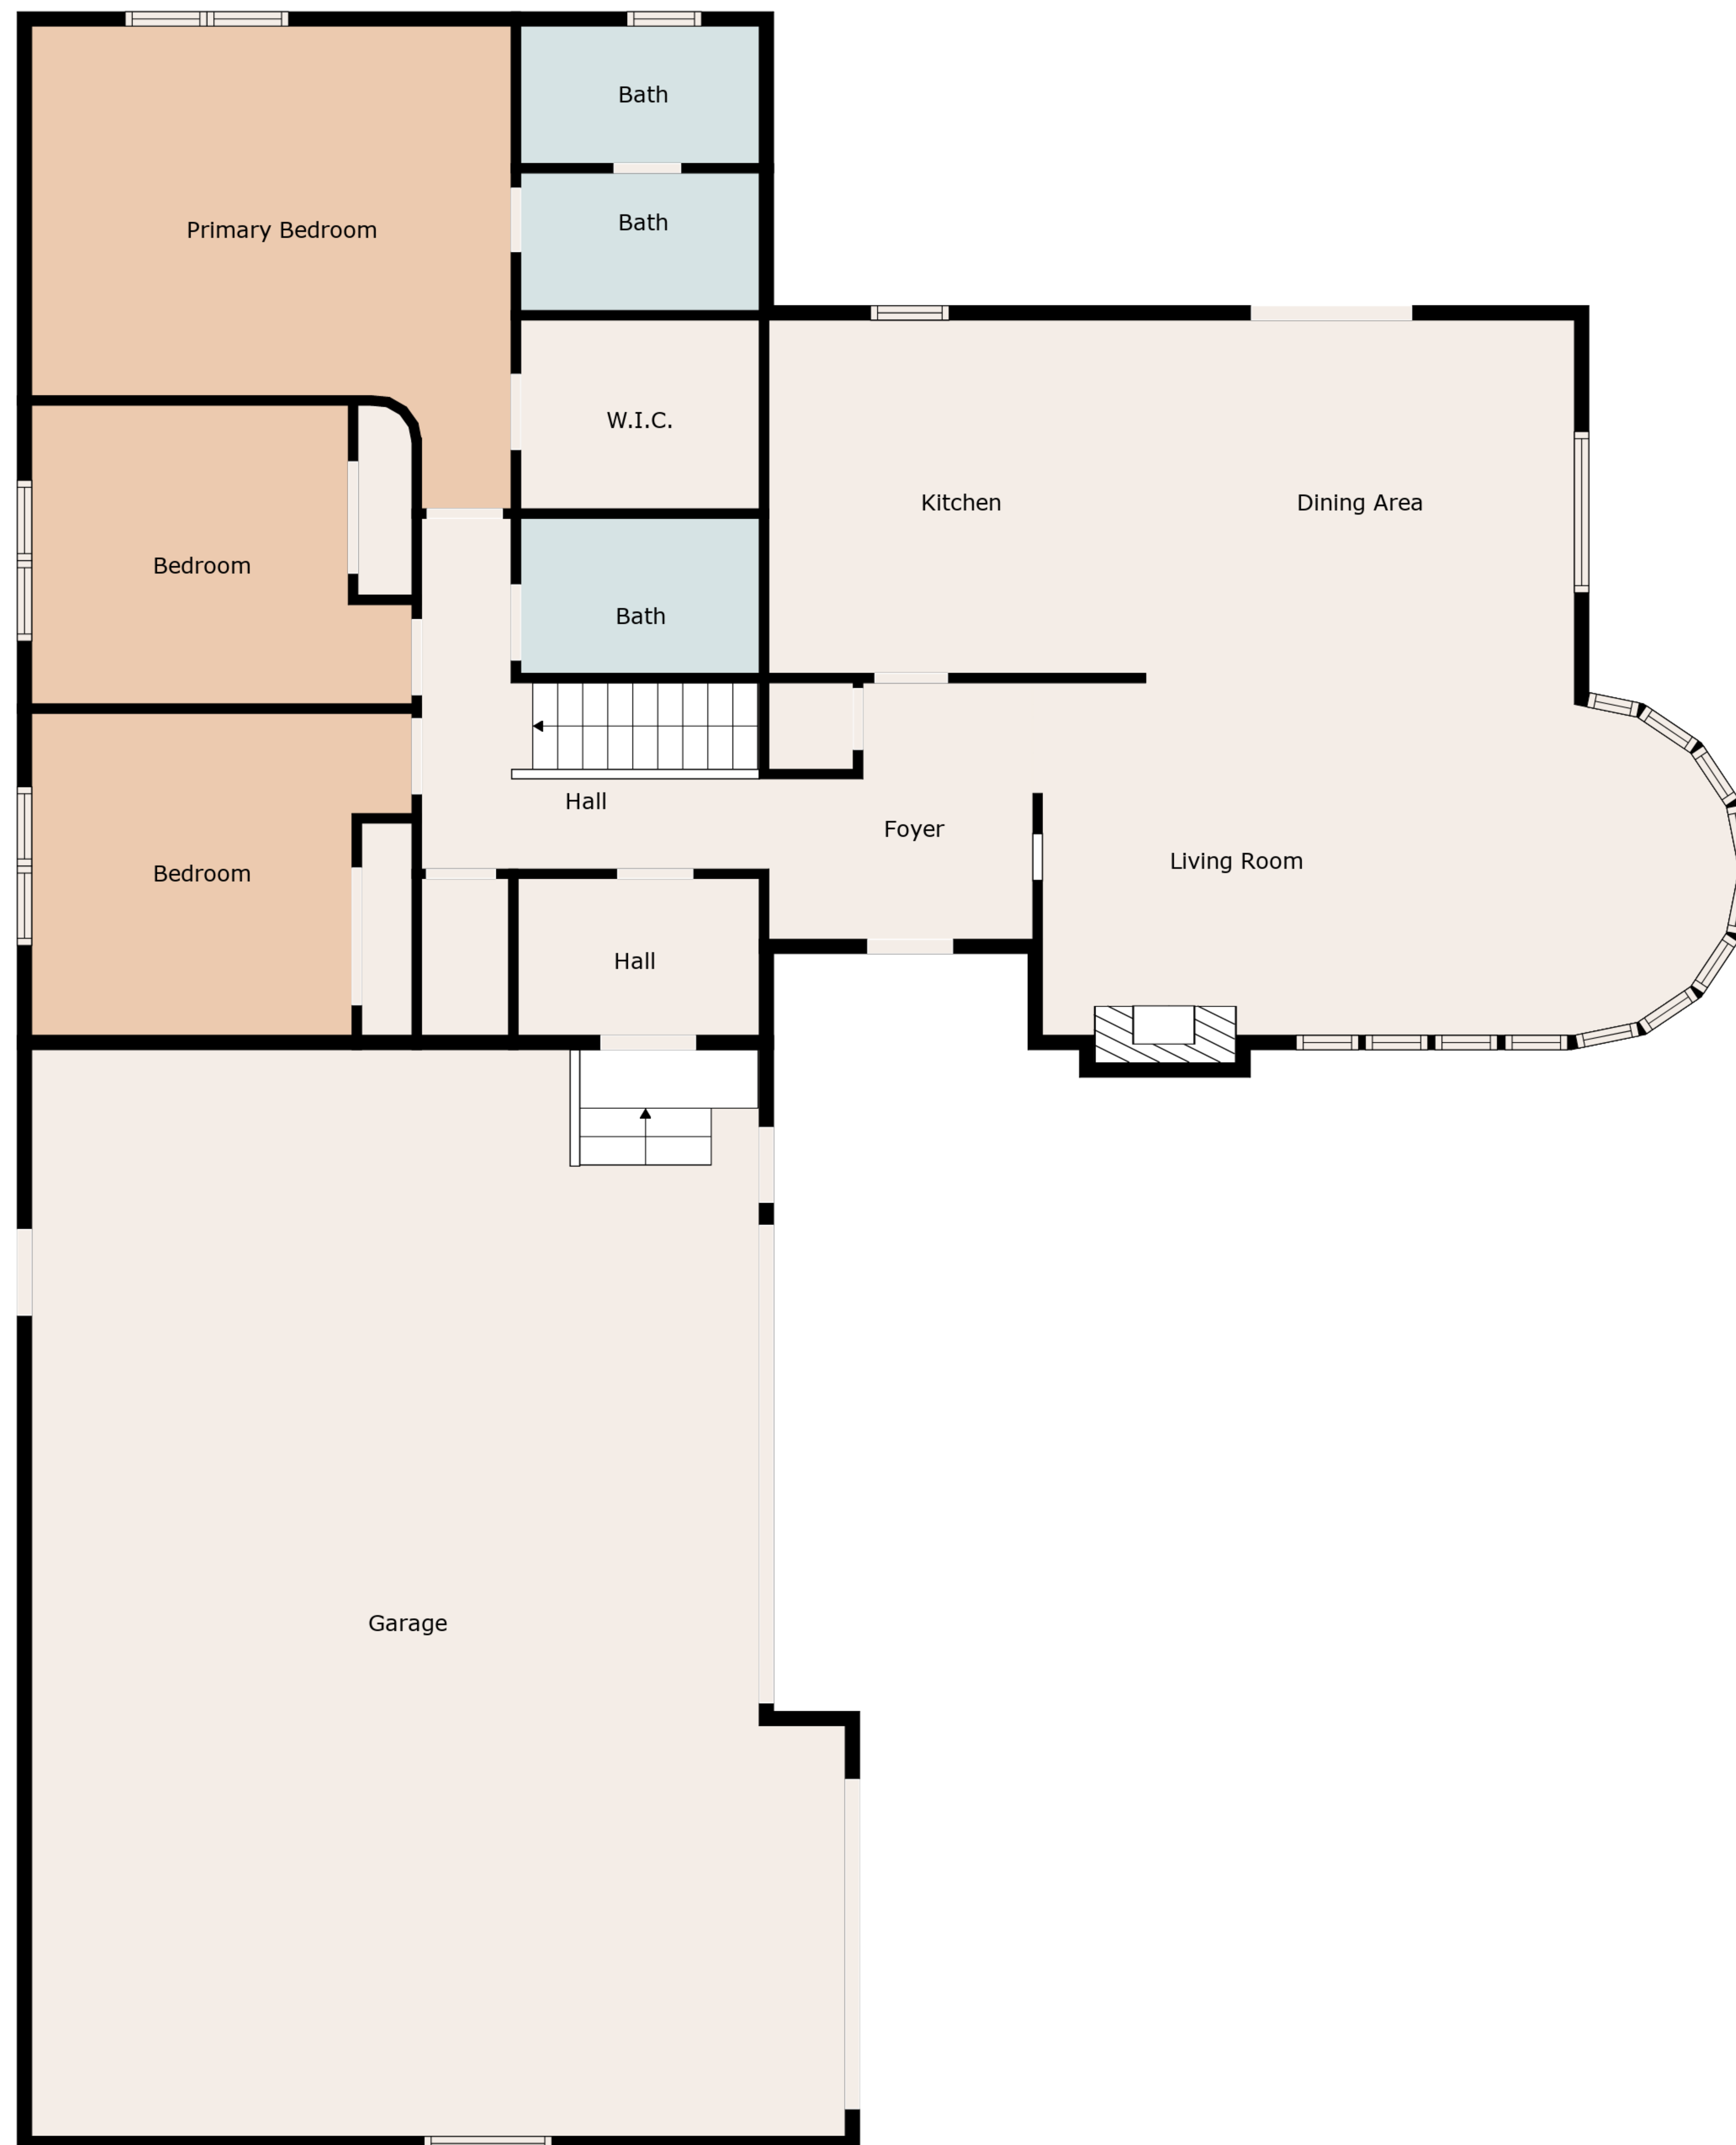 Bath
Bath
Primary Bedroom
W.I.C.
Kitchen
Dining Area
Bedroom
Bath
Hall
Foyer
Living Room
Bedroom
Hall
Garage